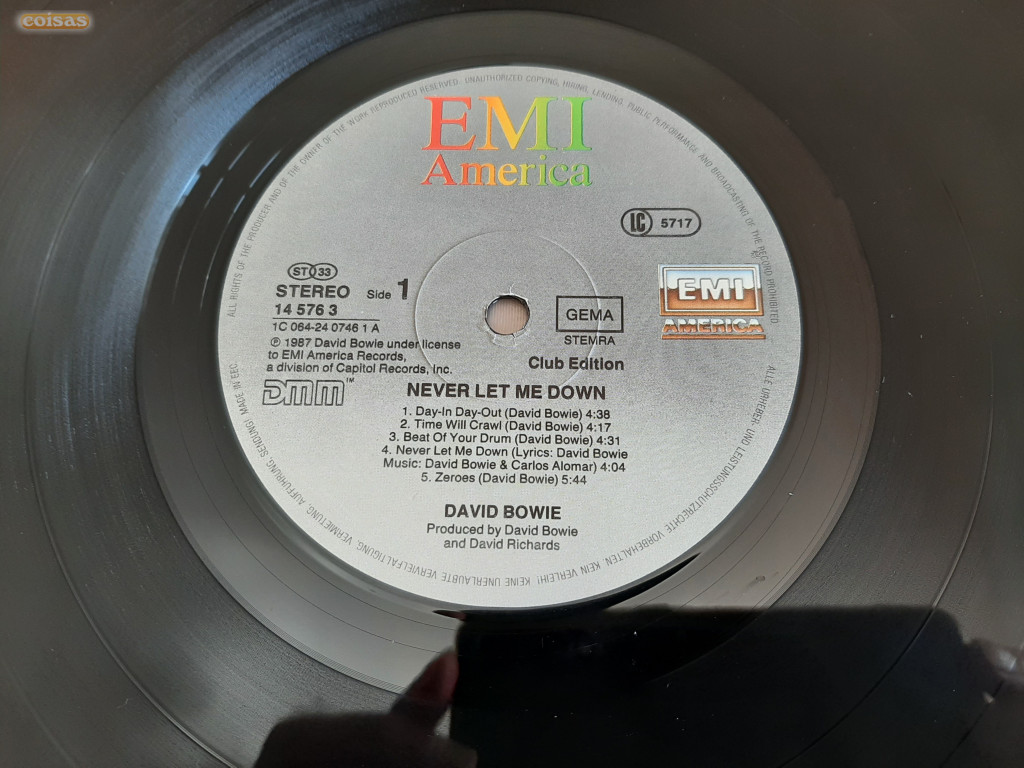 coisas
ALL RIGHTS OF THE PRODUCER AND OF THE OWNER OF THE WORK REPRODUCED RESERVED. UNAUTHORIZED COPYING, HIRING, LENDING, PUBLIC PERFORMANCE AND BROADCASTING OF THE RECORD PROHIBITED
EMI
America
LC 5717
EMI
AMERICA
ST 33
STEREO Side 1
14 576 3
1C 064-24 0746 1 A
℗ 1987 David Bowie under license
to EMI America Records,
a division of Capitol Records, Inc.
DMM™
GEMA
STEMRA
Club Edition
NEVER LET ME DOWN
1. Day-In Day-Out (David Bowie) 4:38
2. Time Will Crawl (David Bowie) 4:17
3. Beat Of Your Drum (David Bowie) 4:31
4. Never Let Me Down (Lyrics: David Bowie
Music: David Bowie & Carlos Alomar) 4:04
5. Zeroes (David Bowie) 5:44
DAVID BOWIE
Produced by David Bowie
and David Richards
ALLE URHEBER- UND LEISTUNGSSCHUTZRECHTE VORBEHALTEN. KEIN VERLEIH! KEINE UNERLAUBTE VERVIELFÄLTIGUNG, VERMIETUNG, AUFFÜHRUNG, SENDUNG! MADE IN EEC